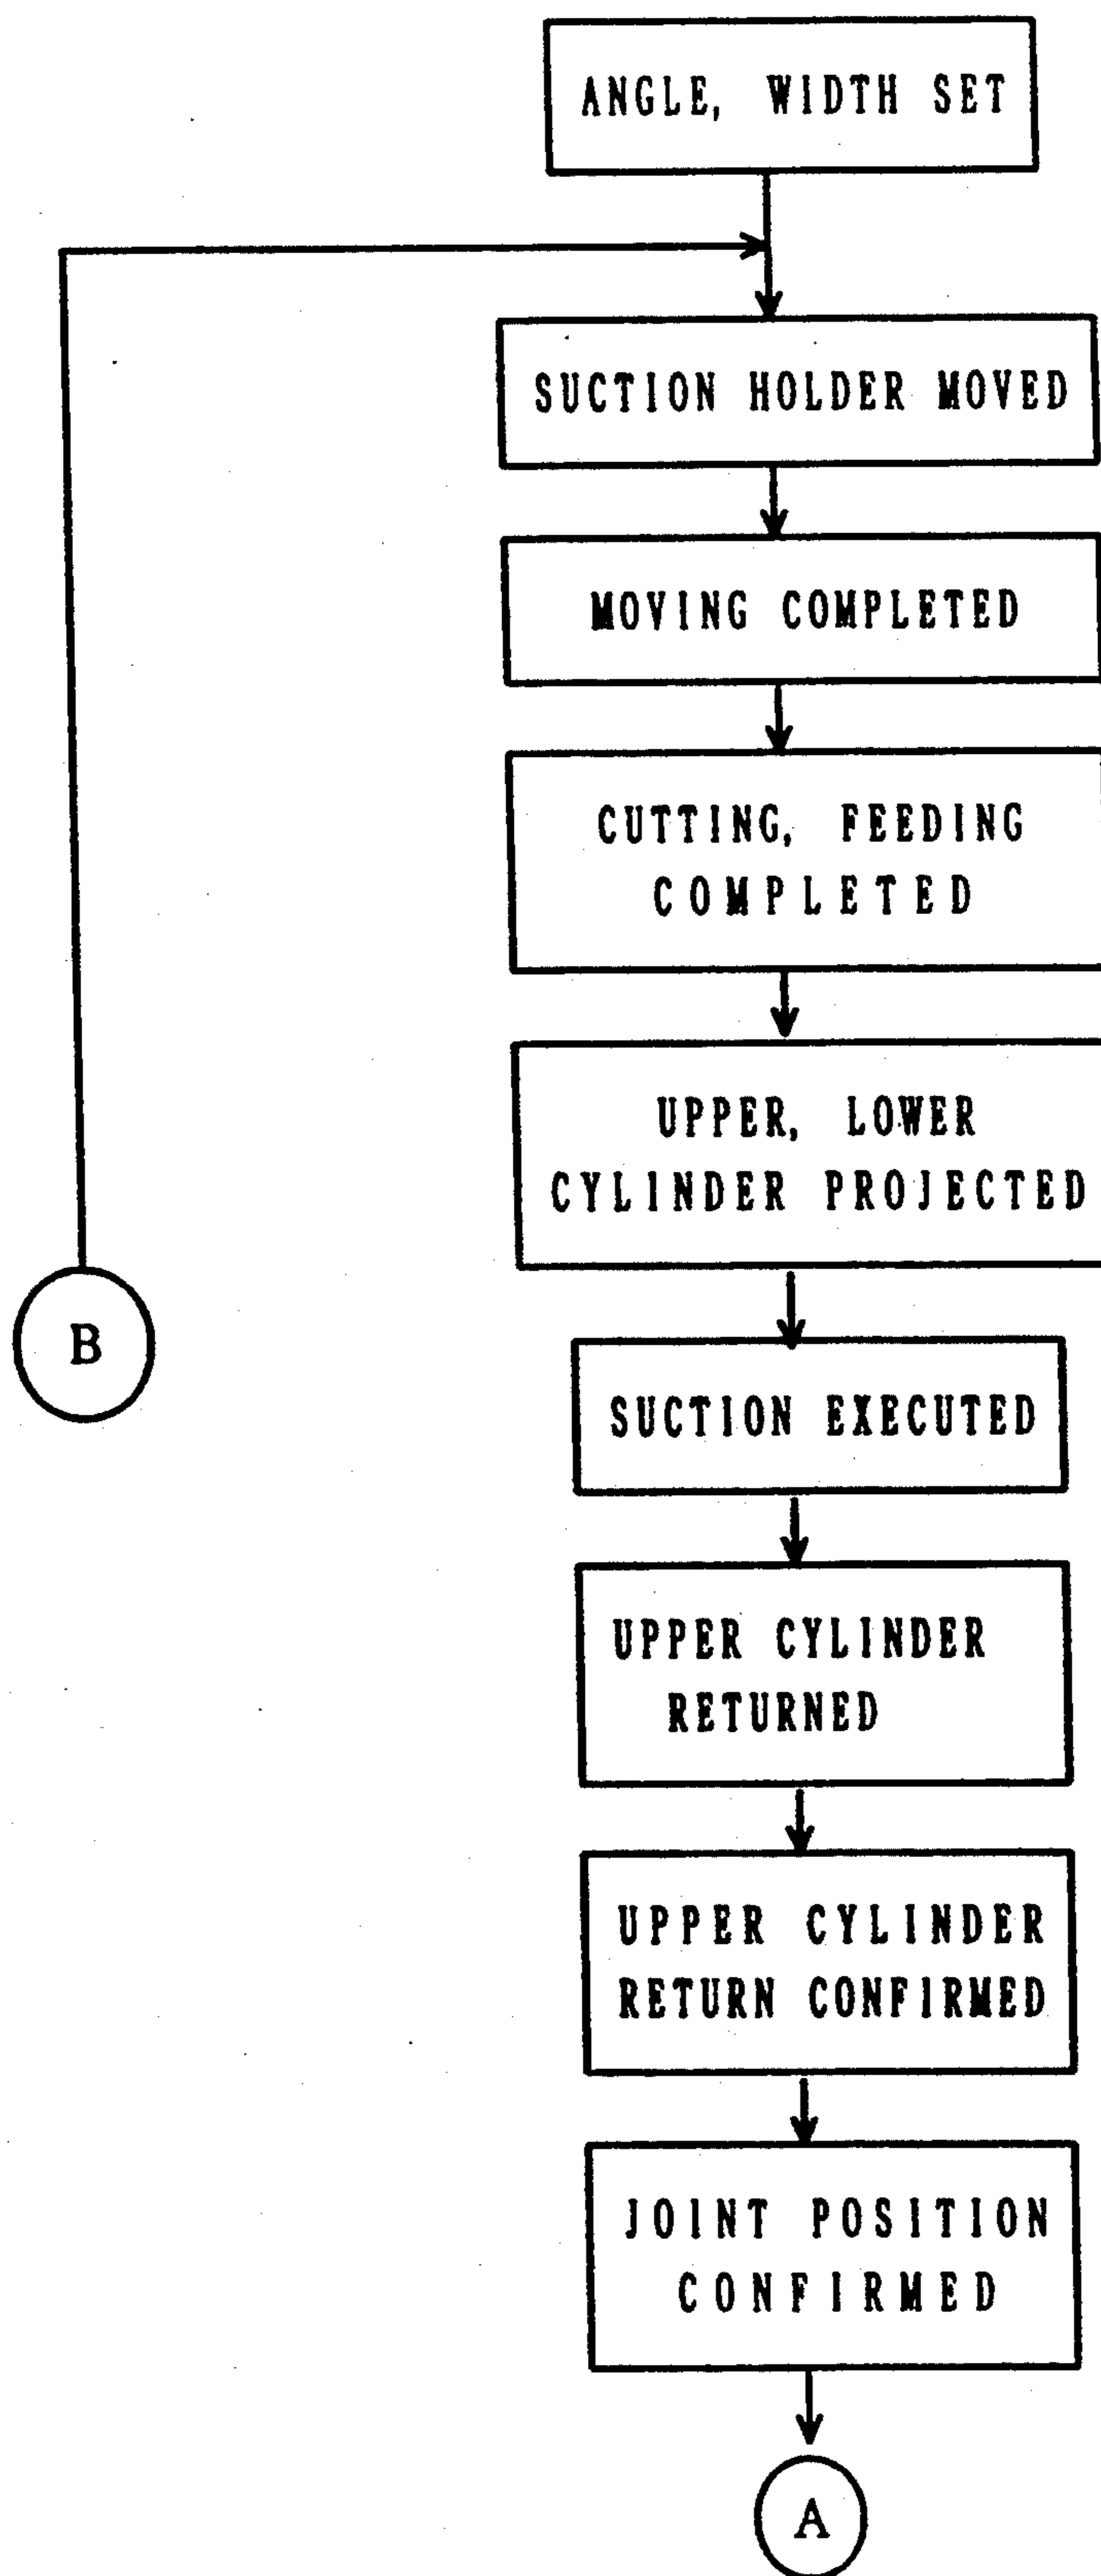 ANGLE, WIDTH SET
SUCTION HOLDER MOVED
MOVING COMPLETED
CUTTING, FEEDING
COMPLETED
UPPER, LOWER
CYLINDER PROJECTED
B
SUCTION EXECUTED
UPPER CYLINDER
RETURNED
UPPER CYLINDER
RETURN CONFIRMED
JOINT POSITION
CONFIRMED
A